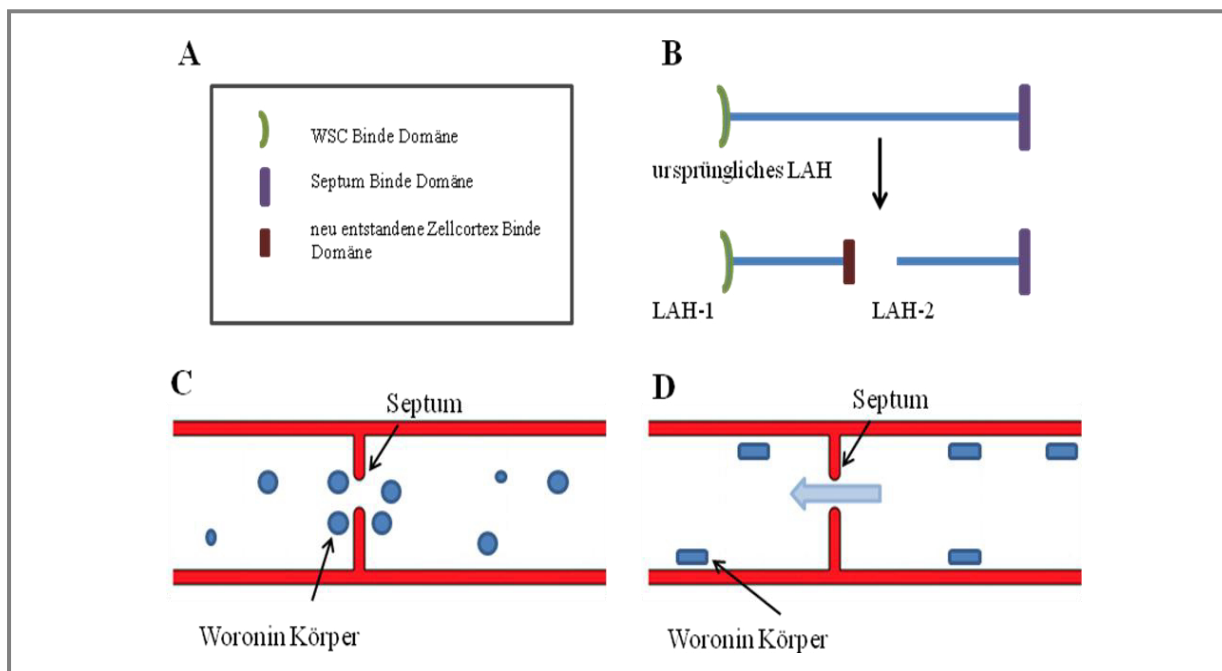 A
WSC Binde Domäne
Septum Binde Domäne
neu entstandene Zellcortex Binde
Domäne
B
ursprüngliches LAH
LAH-1
LAH-2
C
Septum
Woronin Körper
D
Septum
Woronin Körper